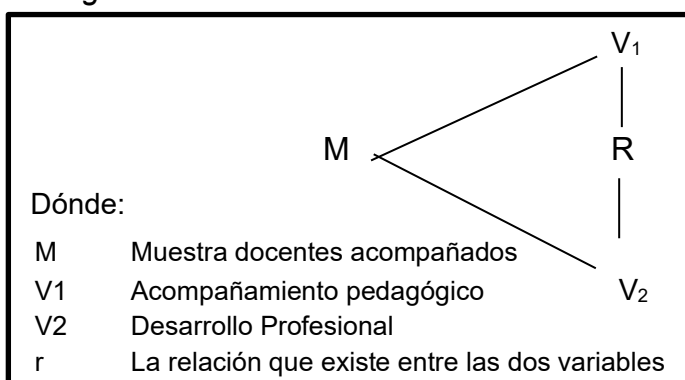 V₁
M R
Dónde:
M Muestra docentes acompañados
V1 Acompañamiento pedagógico V₂
V2 Desarrollo Profesional
r La relación que existe entre las dos variables